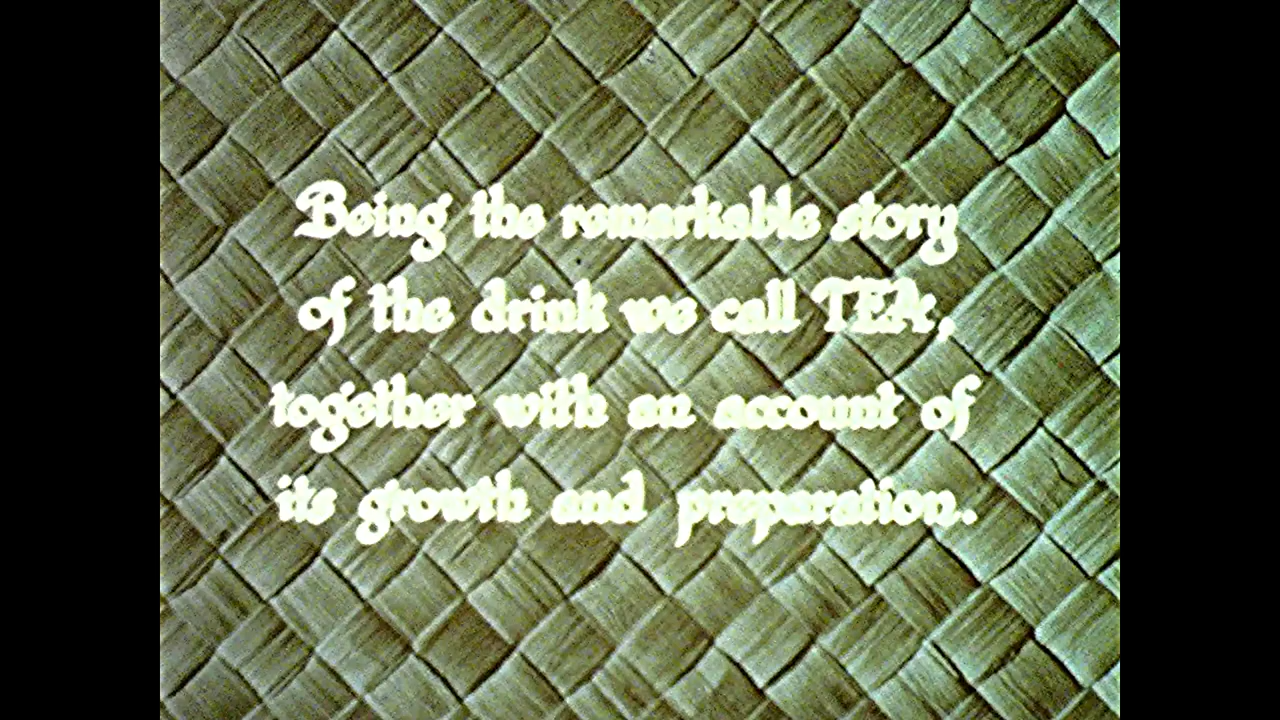 Being the remarkable story
of the drink we call TEA,
together with an account of
its growth and preparation.